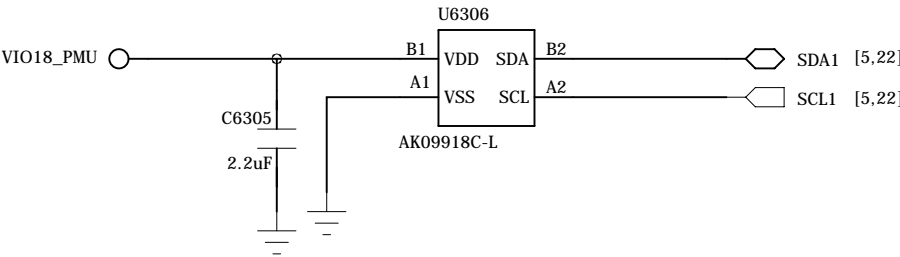 U6306
VIO18_PMU
B1
VDD
SDA
B2
SDA1 [5,22]
A1
VSS
SCL
A2
SCL1 [5,22]
C6305
2.2uF
AK09918C-L